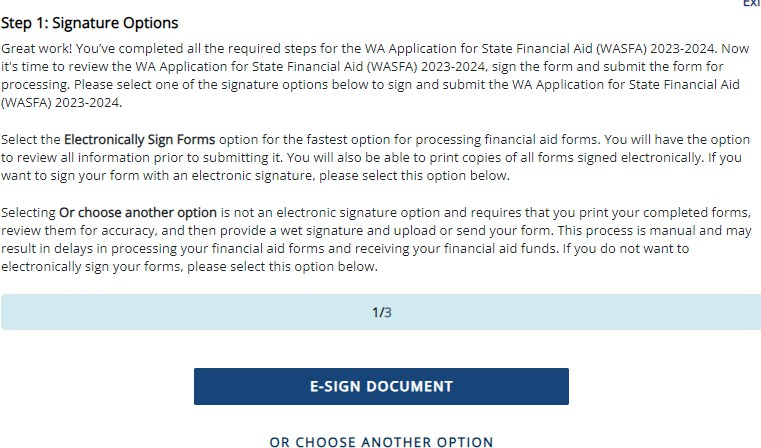 Step 1: Signature Options
Great work! You’ve completed all the required steps for the WA Application for State Financial Aid (WASFA) 2023-2024. Now
it's time to review the WA Application for State Financial Aid (WASFA) 2023-2024, sign the form and submit the form for
processing. Please select one of the signature options below to sign and submit the WA Application for State Financial Aid
(WASFA) 2023-2024.
Select the Electronically Sign Forms option for the fastest option for processing financial aid forms. You will have the option
to review all information prior to submitting it. You will also be able to print copies of all forms signed electronically. If you
want to sign your form with an electronic signature, please select this option below.
Selecting Or choose another option is not an electronic signature option and requires that you print your completed forms,
review them for accuracy, and then provide a wet signature and upload or send your form. This process is manual and may
result in delays in processing your financial aid forms and receiving your financial aid funds. If you do not want to
electronically sign your forms, please select this option below.
1/3
E-SIGN DOCUMENT
OR CHOOSE ANOTHER OPTION